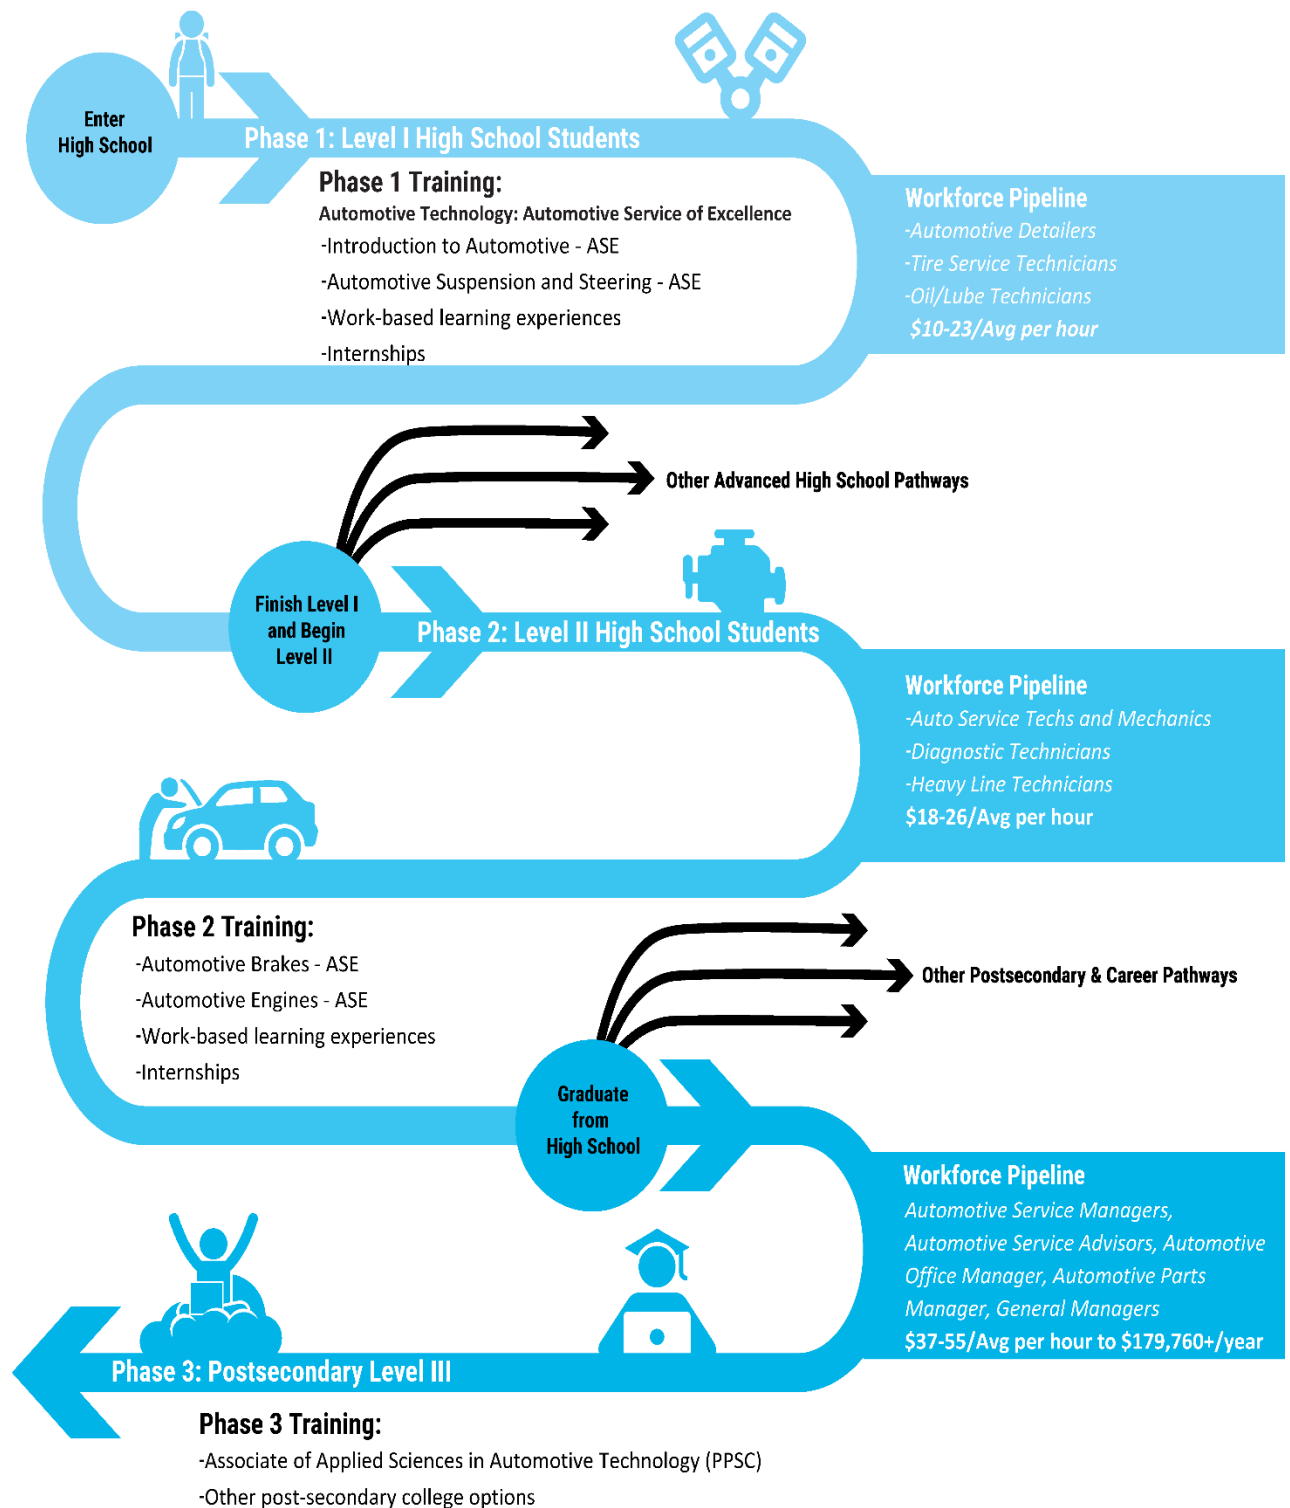 Enter
High School
Phase 1: Level I High School Students
Phase 1 Training:
Automotive Technology: Automotive Service of Excellence
-Introduction to Automotive - ASE
-Automotive Suspension and Steering - ASE
-Work-based learning experiences
-Internships
Workforce Pipeline
-Automotive Detailers
-Tire Service Technicians
-Oil/Lube Technicians
$10-23/Avg per hour
Other Advanced High School Pathways
Finish Level I
and Begin
Level II
Phase 2: Level II High School Students
Workforce Pipeline
-Auto Service Techs and Mechanics
-Diagnostic Technicians
-Heavy Line Technicians
$18-26/Avg per hour
Phase 2 Training:
-Automotive Brakes - ASE
-Automotive Engines - ASE
-Work-based learning experiences
-Internships
Other Postsecondary & Career Pathways
Graduate
from
High School
Workforce Pipeline
Automotive Service Managers,
Automotive Service Advisors, Automotive
Office Manager, Automotive Parts
Manager, General Managers
$37-55/Avg per hour to $179,760+/year
Phase 3: Postsecondary Level III
Phase 3 Training:
-Associate of Applied Sciences in Automotive Technology (PPSC)
-Other post-secondary college options